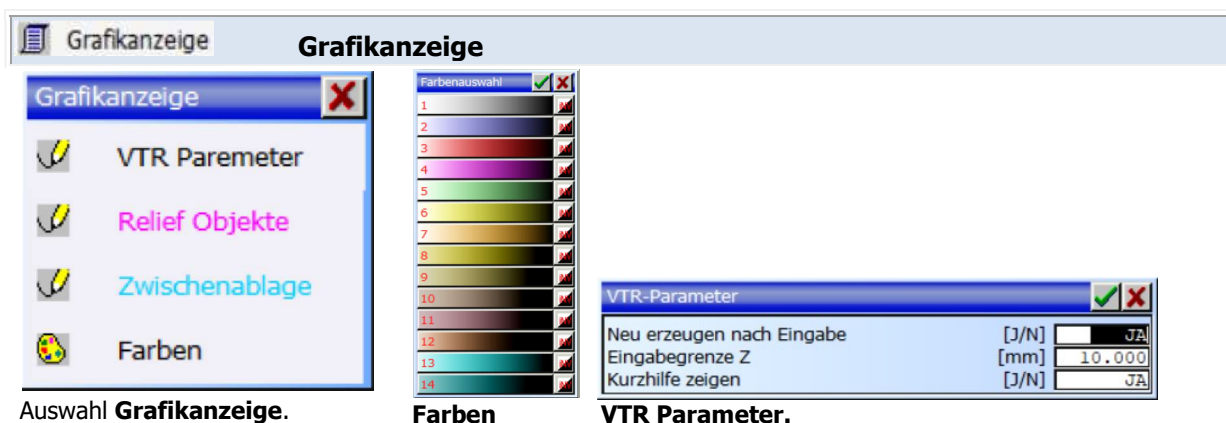 Grafikanzeige Grafikanzeige
Grafikanzeige
VTR Paremeter
Relief Objekte
Zwischenablage
Farben
Auswahl Grafikanzeige.
Farbenauswahl
1
2
3
4
5
6
7
8
9
10
11
12
13
14
Farben
VTR-Parameter
Neu erzeugen nach Eingabe [J/N] JA
Eingabegrenze Z [mm] 10.000
Kurzhilfe zeigen [J/N] JA
VTR Parameter.